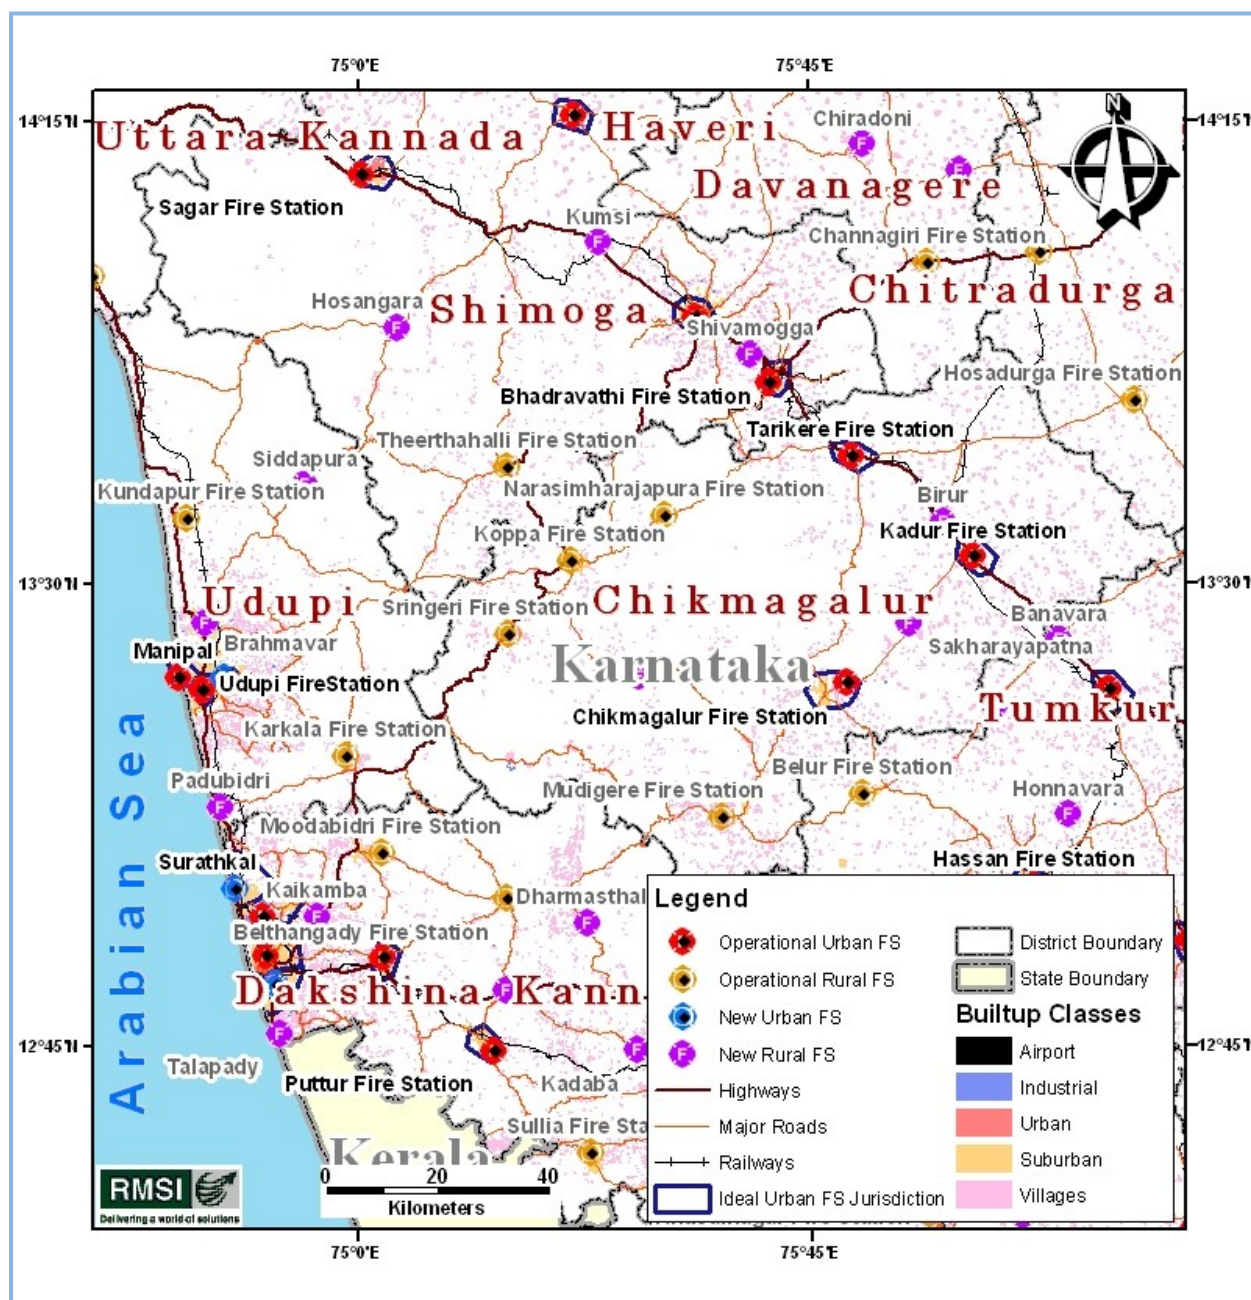 75°0'E
75°45'E
14°15'N
14°15'N
Uttara Kannada
Haveri
Chiradoni
Davanagere
N
Sagar Fire Station
Kumsi
Channagiri Fire Station
Hosangara
Shimoga
Chitradurga
Shivamogga
Hosadurga Fire Station
Bhadravathi Fire Station
Tarikere Fire Station
Theerthahalli Fire Station
Siddapura
Kundapur Fire Station
Narasimharajapura Fire Station
Birur
Koppa Fire Station
Kadur Fire Station
13°30'N
13°30'N
Udupi
Sringeri Fire Station
Chikmagalur
Banavara
Manipal
Brahmavar
Sakharayapatna
Karnataka
Udupi FireStation
Chikmagalur Fire Station
Tumkur
Karkala Fire Station
Arabian Sea
Padubidri
Belur Fire Station
Mudigere Fire Station
Honnavara
Moodabidri Fire Station
Surathkal
Hassan Fire Station
Kaikamba
Dharmasthal
Belthangady Fire Station
Dakshina Kann
12°45'N
12°45'N
Talapady
Puttur Fire Station
Kadaba
Sullia Fire Sta
Kerala
0 20 40
Kilometers
RMSI
Delivering a world of solutions
Legend
Operational Urban FS
Operational Rural FS
New Urban FS
New Rural FS
Highways
Major Roads
Railways
Ideal Urban FS Jurisdiction
District Boundary
State Boundary
Builtup Classes
Airport
Industrial
Urban
Suburban
Villages
75°0'E
75°45'E